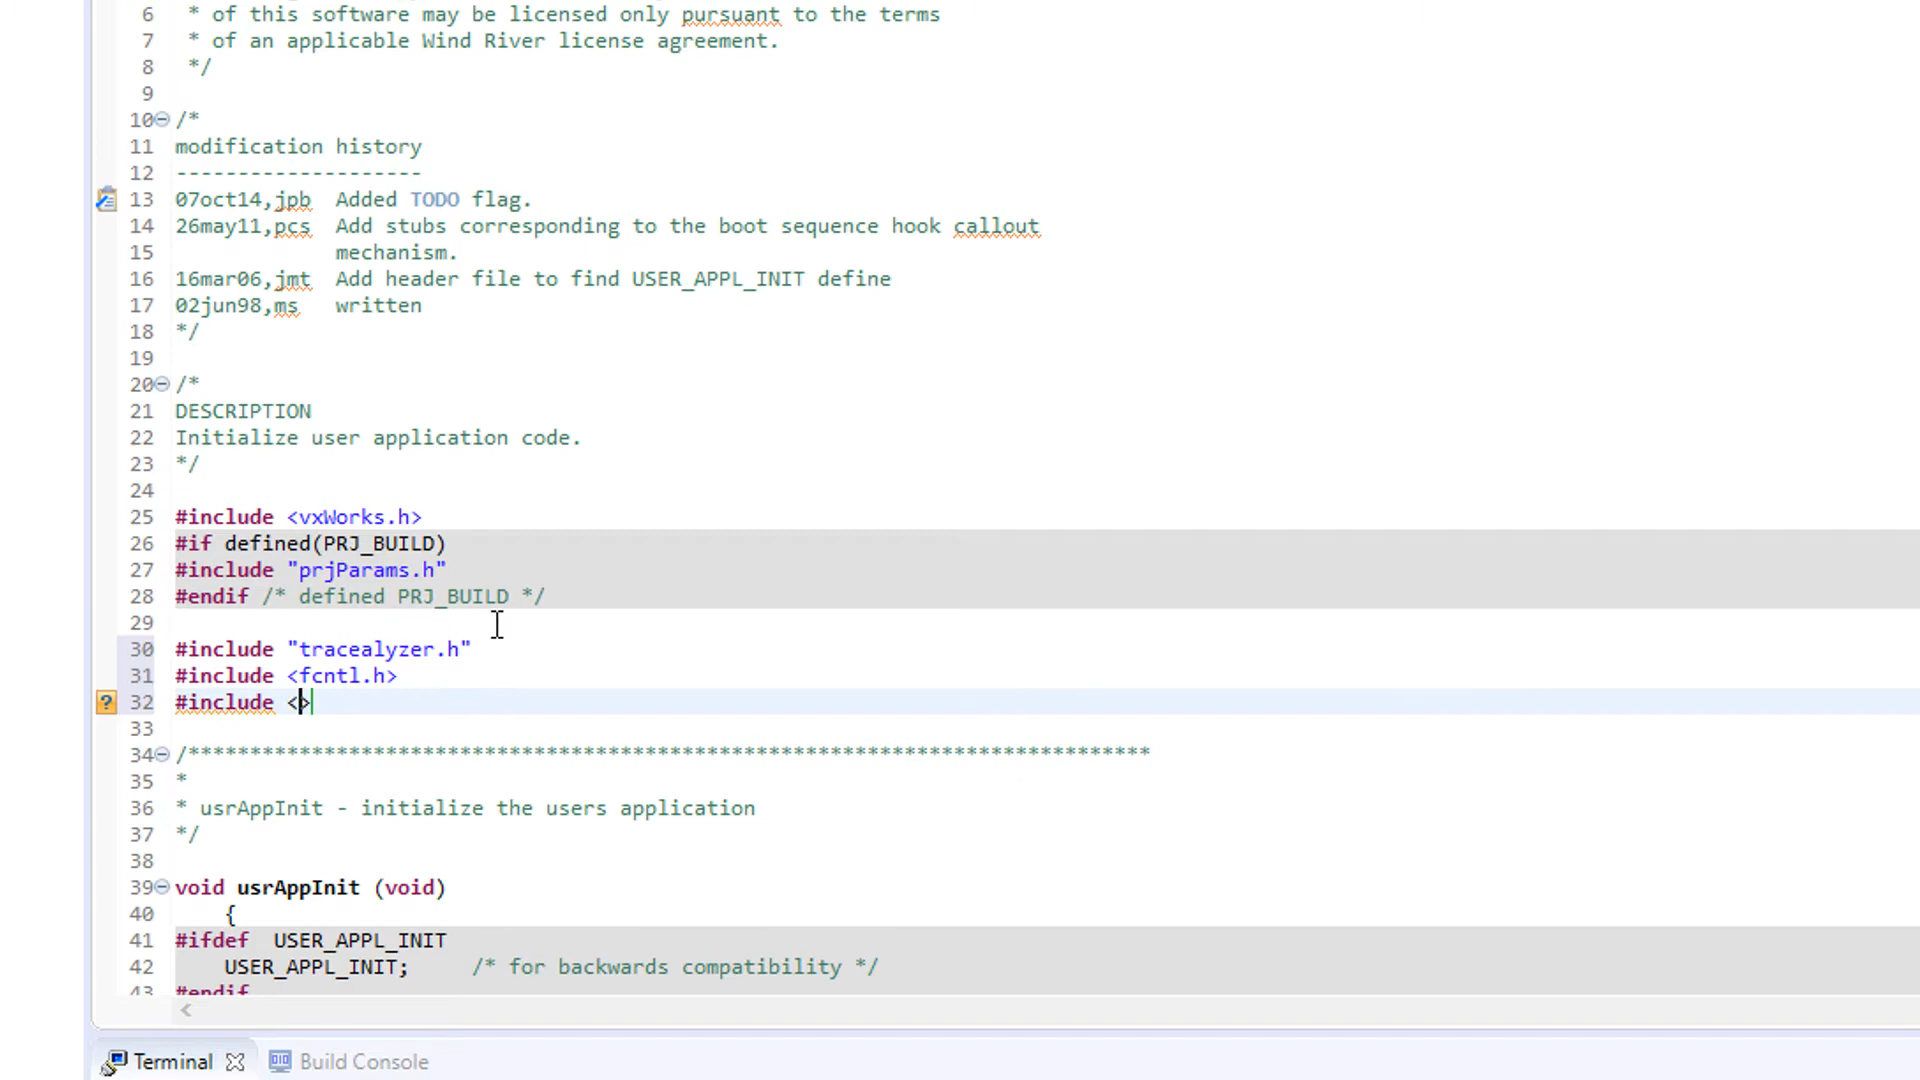 6 * of this software may be licensed only pursuant to the terms
7 * of an applicable Wind River license agreement.
8 */
9
10 /*
11 modification history
12 --------------------
13 07oct14,jpb  Added TODO flag.
14 26may11,pcs  Add stubs corresponding to the boot sequence hook callout
15              mechanism.
16 16mar06,jmt  Add header file to find USER_APPL_INIT define
17 02jun98,ms   written
18 */
19
20 /*
21 DESCRIPTION
22 Initialize user application code.
23 */
24
25 #include <vxWorks.h>
26 #if defined(PRJ_BUILD)
27 #include "prjParams.h"
28 #endif /* defined PRJ_BUILD */
29
30 #include "tracealyzer.h"
31 #include <fcntl.h>
32 #include <>
33
34 /******************************************************************************
35 *
36 * usrAppInit - initialize the users application
37 */
38
39 void usrAppInit (void)
40     {
41 #ifdef  USER_APPL_INIT
42     USER_APPL_INIT;     /* for backwards compatibility */
43 #endif
Terminal
Build Console